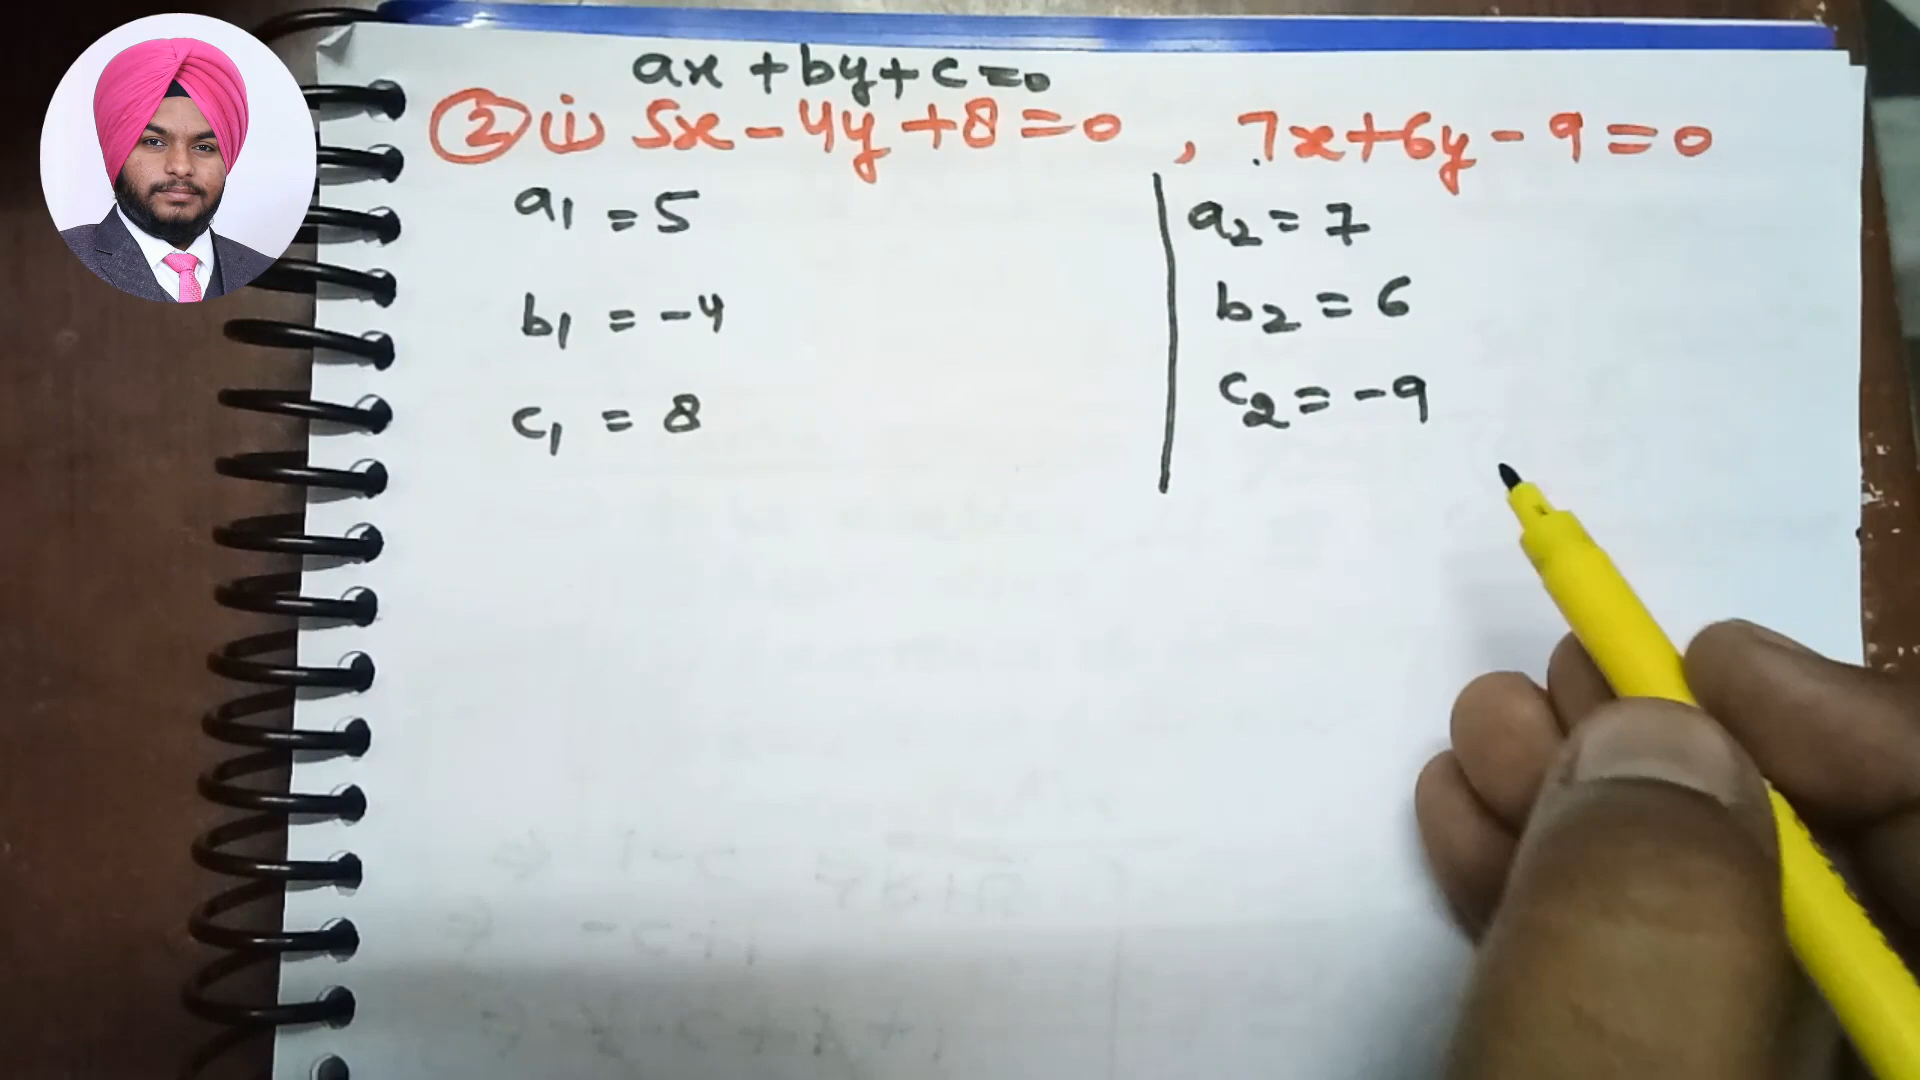 ax + by + c = 0
② (i) 5x - 4y + 8 = 0 , 7x + 6y - 9 = 0
a1 = 5
b1 = -4
c1 = 8
a2 = 7
b2 = 6
c2 = -9